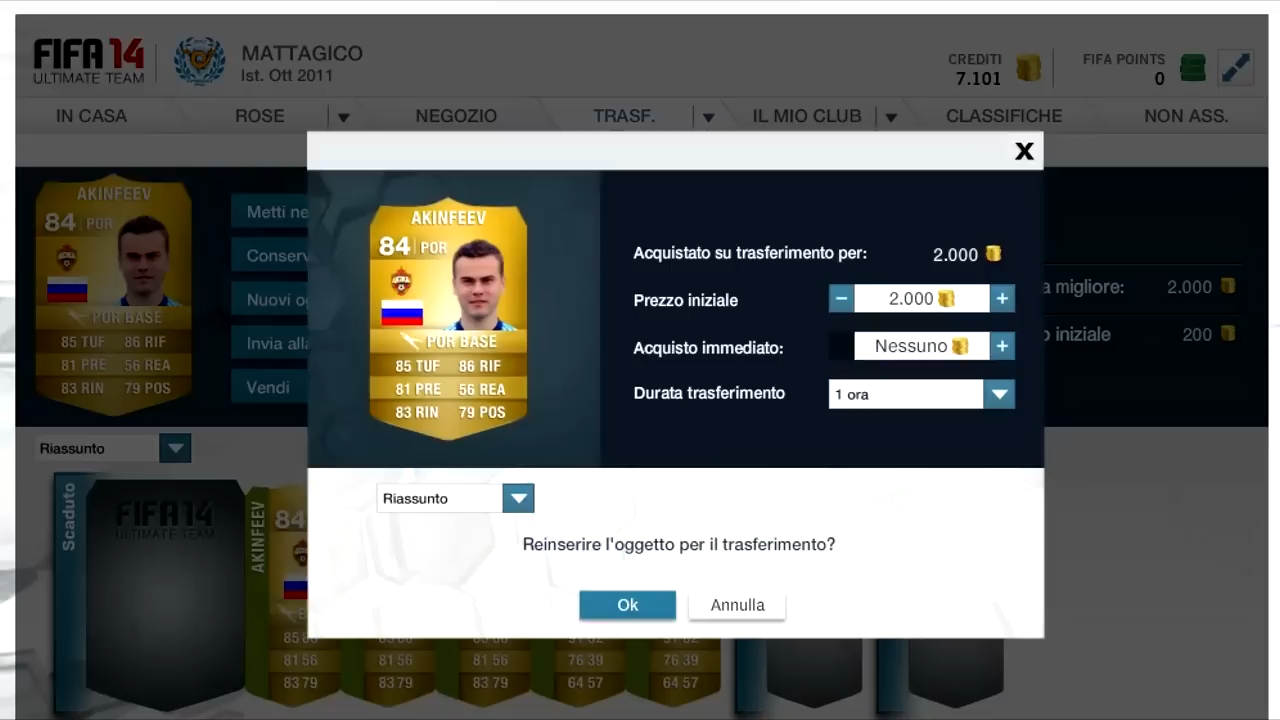 FIFA 14
ULTIMATE TEAM
MATTAGICO
Ist. Ott 2011
CREDITI
7.101
FIFA POINTS
0
IN CASA
ROSE
NEGOZIO
TRASF.
IL MIO CLUB
CLASSIFICHE
NON ASS.
X
AKINFEEV
84 POR
POR BASE
85 TUF 86 RIF
81 PRE 56 REA
83 RIN 79 POS
Metti ne
Conserv
Nuovi o
Invia alla
Vendi
AKINFEEV
84 POR
POR BASE
85 TUF 86 RIF
81 PRE 56 REA
83 RIN 79 POS
Acquistato su trasferimento per: 2.000
Prezzo iniziale - 2.000 +
Acquisto immediato: Nessuno +
Durata trasferimento 1 ora
a migliore: 2.000
o iniziale 200
Riassunto
Riassunto
Reinserire l'oggetto per il trasferimento?
Ok
Annulla
Scaduto
FIFA 14
ULTIMATE TEAM
AKINFEEV
84
81 56
81 56
81 56
76 39
76 39
83 79
83 79
83 79
64 57
64 57